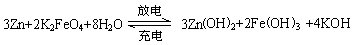 3Zn+2K₂FeO₄+8H₂O 放电 ⇌ 充电 3Zn(OH)₂+2Fe(OH)₃ +4KOH